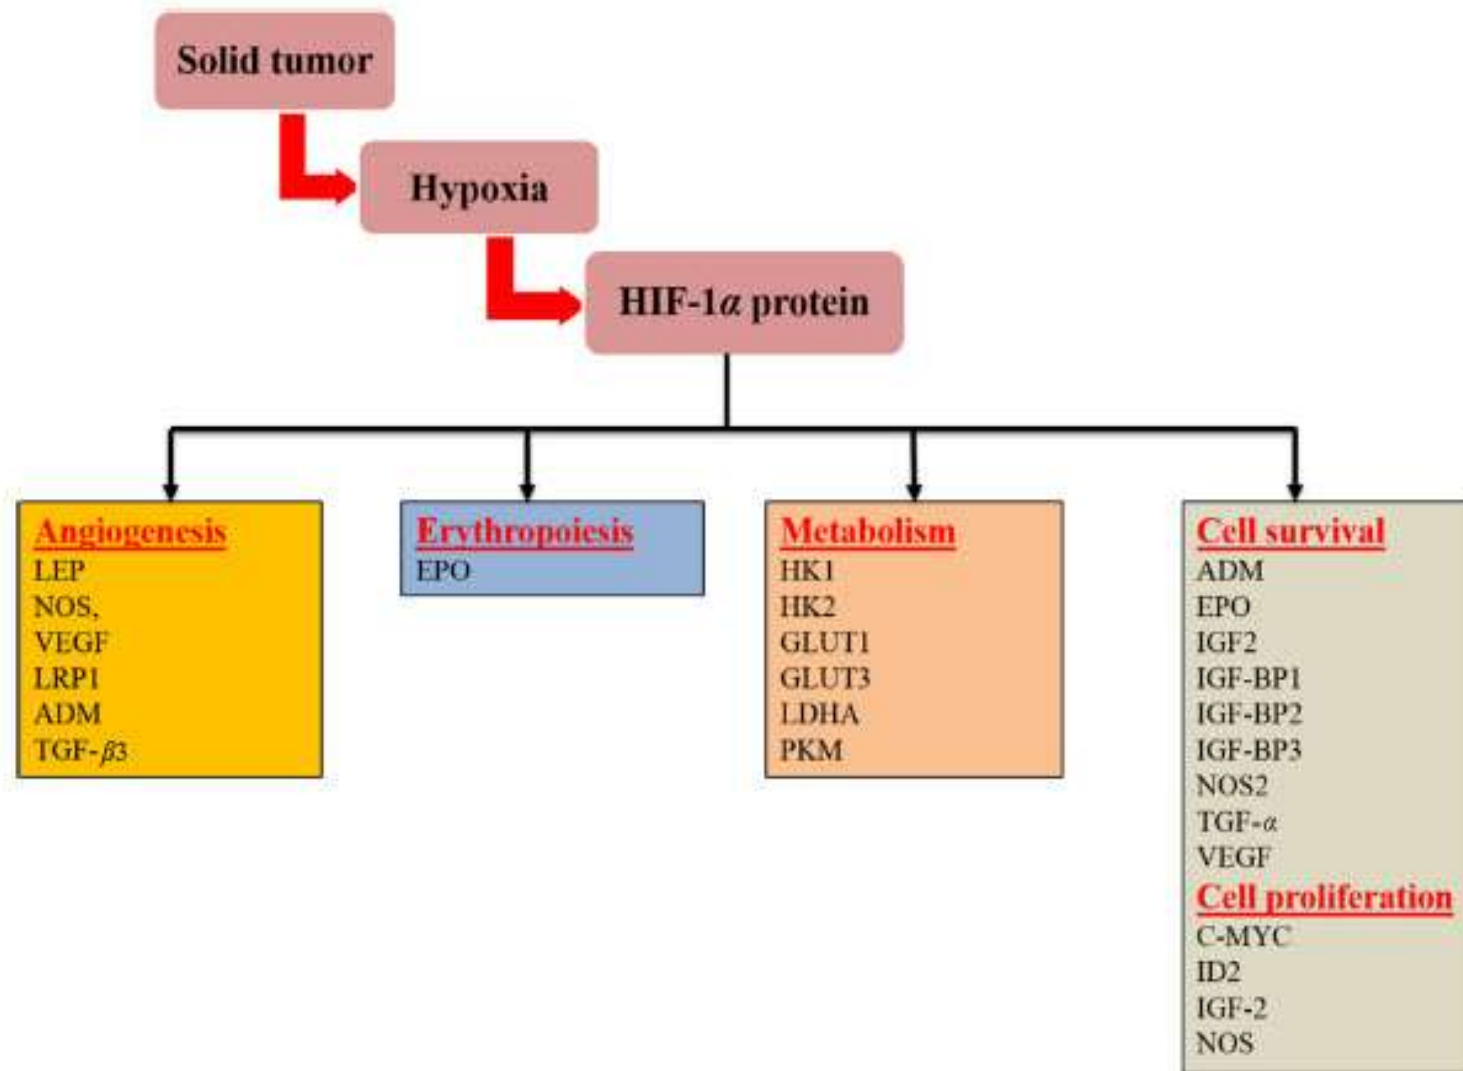 Solid tumor
Hypoxia
HIF-1α protein
Angiogenesis
LEP
NOS,
VEGF
LRP1
ADM
TGF-β3
Erythropoiesis
EPO
Metabolism
HK1
HK2
GLUT1
GLUT3
LDHA
PKM
Cell survival
ADM
EPO
IGF2
IGF-BP1
IGF-BP2
IGF-BP3
NOS2
TGF-α
VEGF
Cell proliferation
C-MYC
ID2
IGF-2
NOS